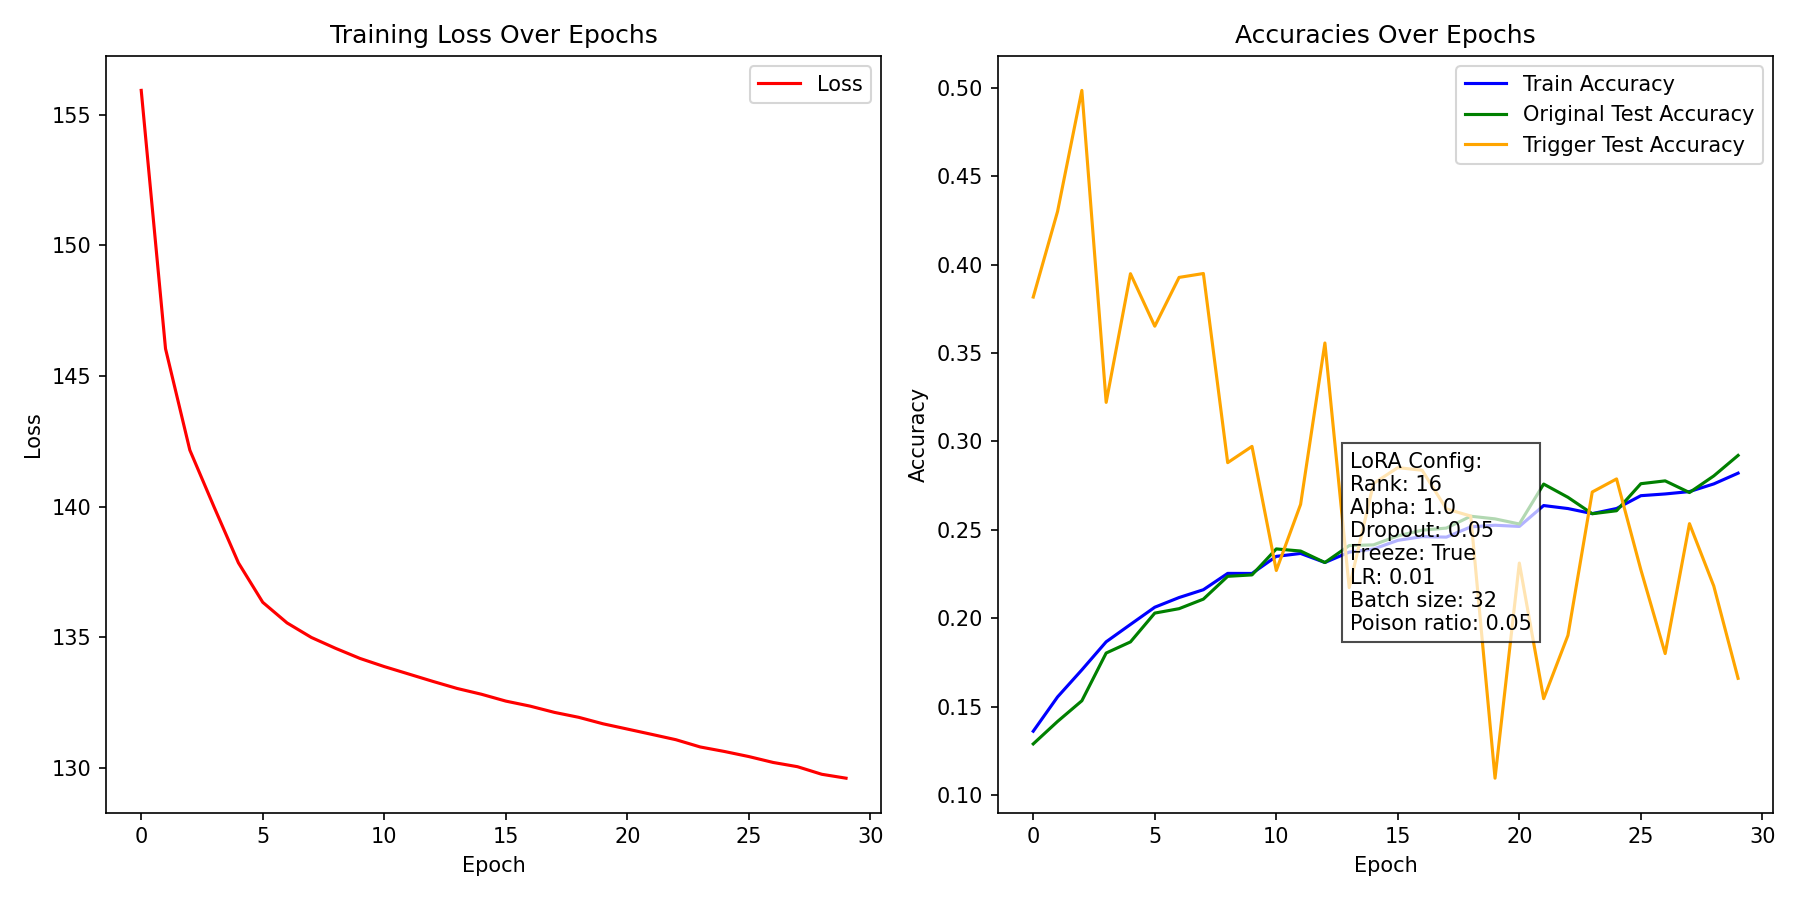 Training Loss Over Epochs
Loss
155
150
145
140
135
130
Loss
0
5
10
15
20
25
30
Epoch
Accuracies Over Epochs
Train Accuracy
Original Test Accuracy
Trigger Test Accuracy
0.50
0.45
0.40
0.35
0.30
0.25
0.20
0.15
0.10
Accuracy
LoRA Config:
Rank: 16
Alpha: 1.0
Dropout: 0.05
Freeze: True
LR: 0.01
Batch size: 32
Poison ratio: 0.05
0
5
10
15
20
25
30
Epoch